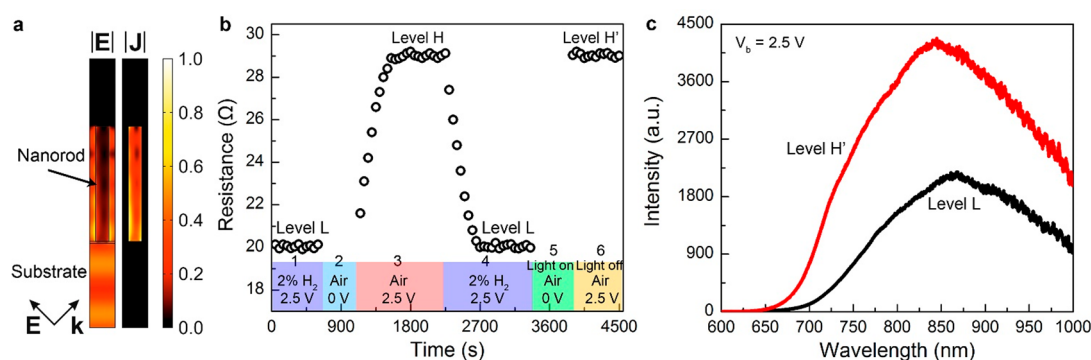 a
|E| |J|
1.0
0.8
0.6
0.4
0.2
0.0
Nanorod
Substrate
E k
b
Resistance (Ω)
30
28
26
24
22
20
18
Level H
Level H'
Level L
Level L
1
2% H2
2.5 V
2
Air
0 V
3
Air
2.5 V
4
2% H2
2.5 V
5
Light on
Air
0 V
6
Light off
Air
2.5 V
0 900 1800 2700 3600 4500
Time (s)
c
Intensity (a.u.)
4500
3600
2700
1800
900
0
Vb = 2.5 V
Level H'
Level L
600 650 700 750 800 850 900 950 1000
Wavelength (nm)